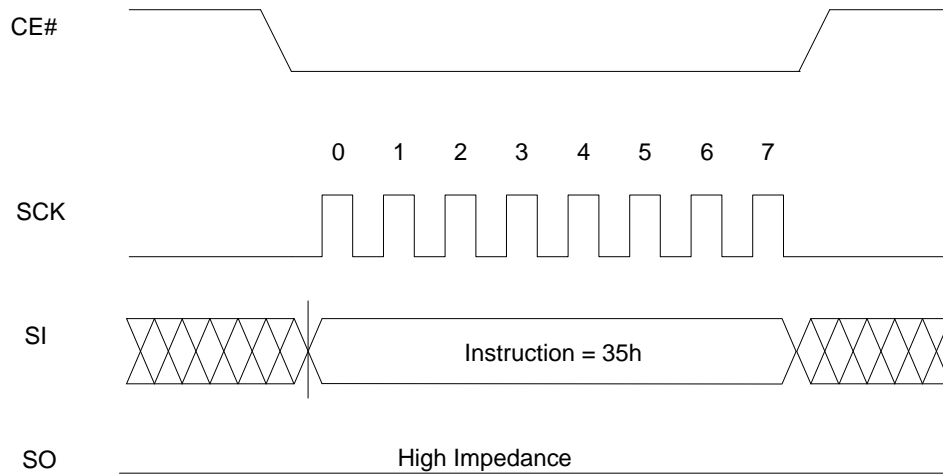 CE#
0 1 2 3 4 5 6 7
SCK
SI
Instruction = 35h
SO
High Impedance